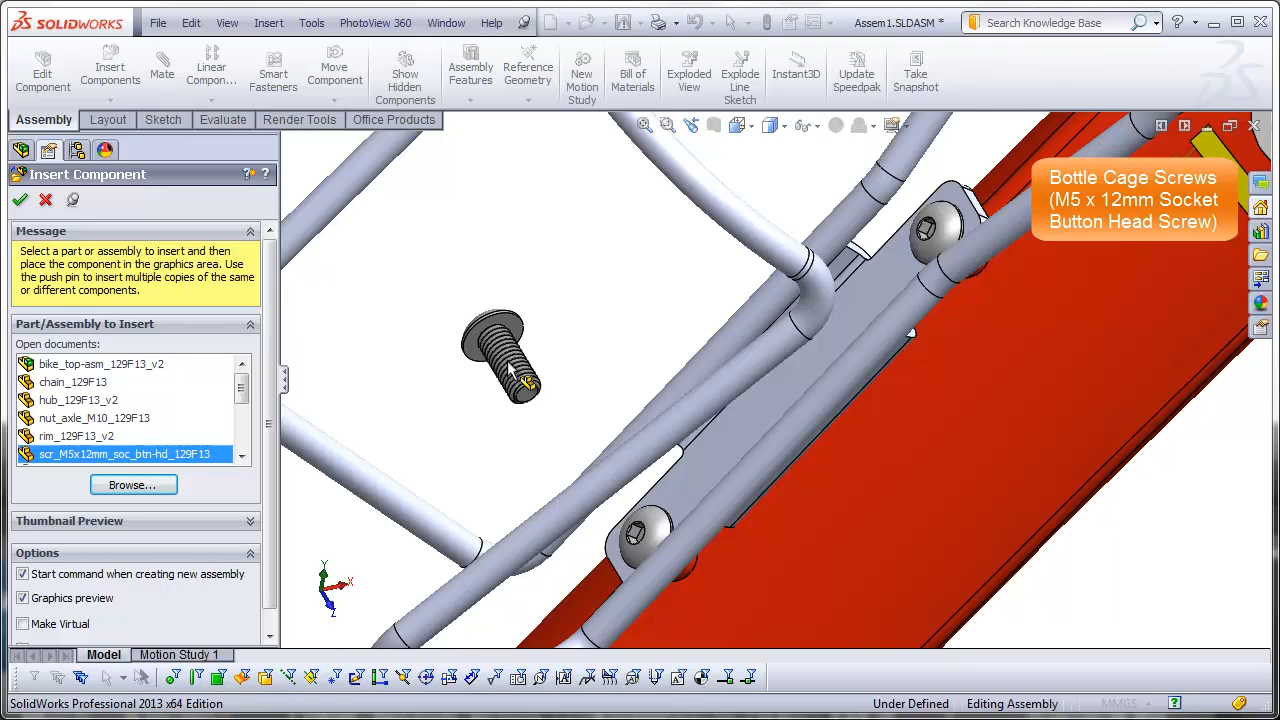 SOLIDWORKS
File Edit View Insert Tools PhotoView 360 Window Help
Assem1.SLDASM *
Search Knowledge Base
Edit
Component
Insert
Components
Mate
Linear
Compon...
Smart
Fasteners
Move
Component
Show
Hidden
Components
Assembly
Features
Reference
Geometry
New
Motion
Study
Bill of
Materials
Exploded
View
Explode
Line
Sketch
Instant3D
Update
Speedpak
Take
Snapshot
Assembly Layout Sketch Evaluate Render Tools Office Products
Insert Component
Message
Select a part or assembly to insert and then
place the component in the graphics area. Use
the push pin to insert multiple copies of the same
or different components.
Part/Assembly to Insert
Open documents:
bike_top-asm_129F13_v2
chain_129F13
hub_129F13_v2
nut_axle_M10_129F13
rim_129F13_v2
scr_M5x12mm_soc_btn-hd_129F13
Browse...
Thumbnail Preview
Options
Start command when creating new assembly
Graphics preview
Make Virtual
Bottle Cage Screws
(M5 x 12mm Socket
Button Head Screw)
Y
X
Z
Model Motion Study 1
SolidWorks Professional 2013 x64 Edition
Under Defined Editing Assembly MMGS